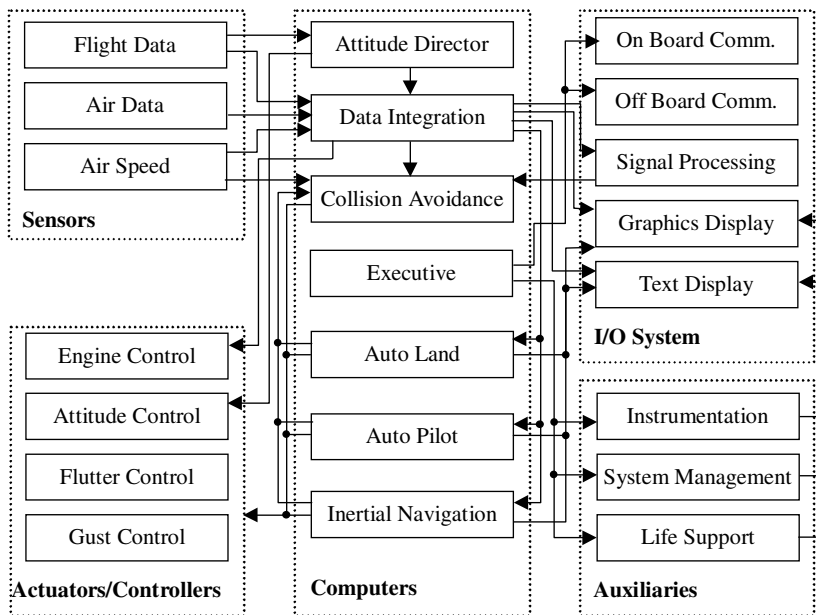 Flight Data
Air Data
Air Speed
Sensors
Engine Control
Attitude Control
Flutter Control
Gust Control
Actuators/Controllers
Attitude Director
Data Integration
Collision Avoidance
Executive
Auto Land
Auto Pilot
Inertial Navigation
Computers
On Board Comm.
Off Board Comm.
Signal Processing
Graphics Display
Text Display
I/O System
Instrumentation
System Management
Life Support
Auxiliaries